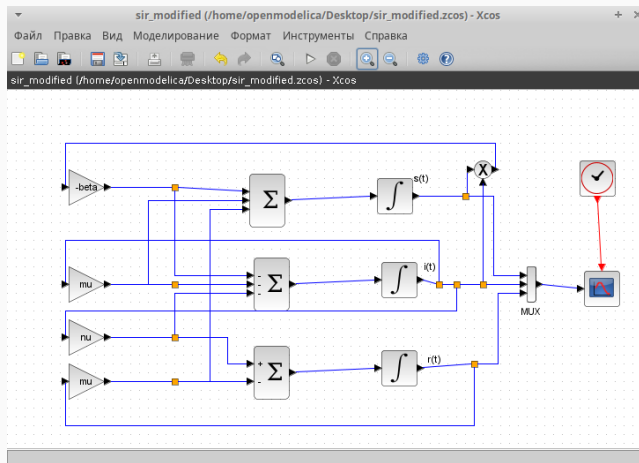 sir_modified (/home/openmodelica/Desktop/sir_modified.zcos) - Xcos
Файл Правка Вид Моделирование Формат Инструменты Справка
sir_modified (/home/openmodelica/Desktop/sir_modified.zcos) - Xcos
-beta
Σ
∫
s(t)
X
mu
-
-
-
Σ
∫
i(t)
MUX
nu
mu
+
-
Σ
∫
r(t)